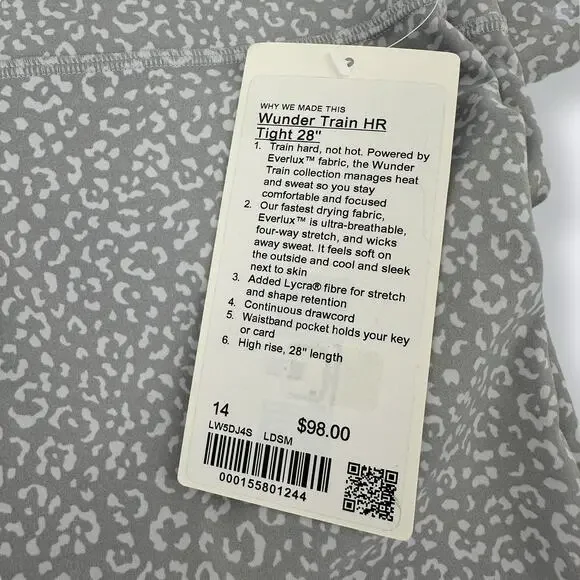 WHY WE MADE THIS
Wunder Train HR
Tight 28"
1. Train hard, not hot. Powered by
Everlux™ fabric, the Wunder
Train collection manages heat
and sweat so you stay
comfortable and focused
2. Our fastest drying fabric,
Everlux™ is ultra-breathable,
four-way stretch, and wicks
away sweat. It feels soft on
the outside and cool and sleek
next to skin
3. Added Lycra® fibre for stretch
and shape retention
4. Continuous drawcord
5. Waistband pocket holds your key
or card
6. High rise, 28" length
14 $98.00
LW5DJ4S LDSM
000155801244